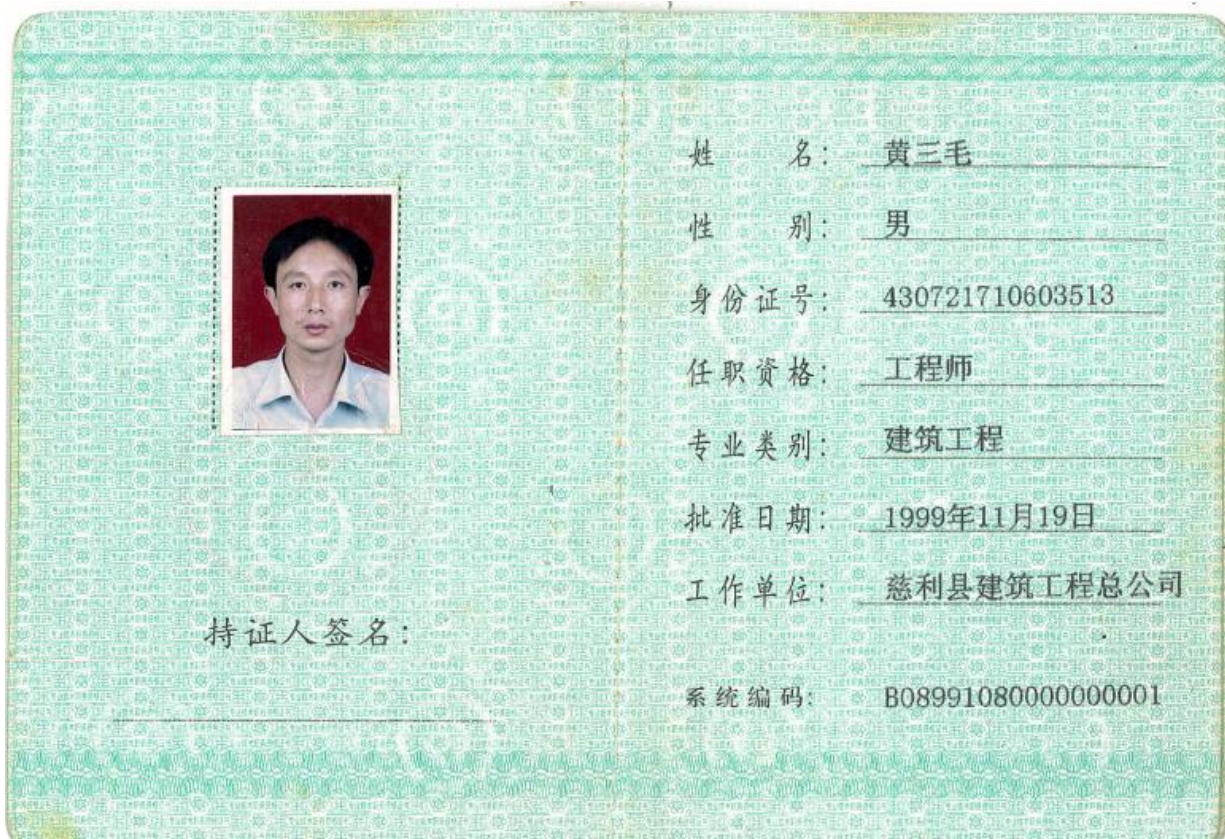 姓 名: 黄三毛
性 别: 男
身份证号: 430721710603513
任职资格: 工程师
专业类别: 建筑工程
批准日期: 1999年11月19日
工作单位: 慈利县建筑工程总公司
持证人签名:
系统编码: B08991080000000001